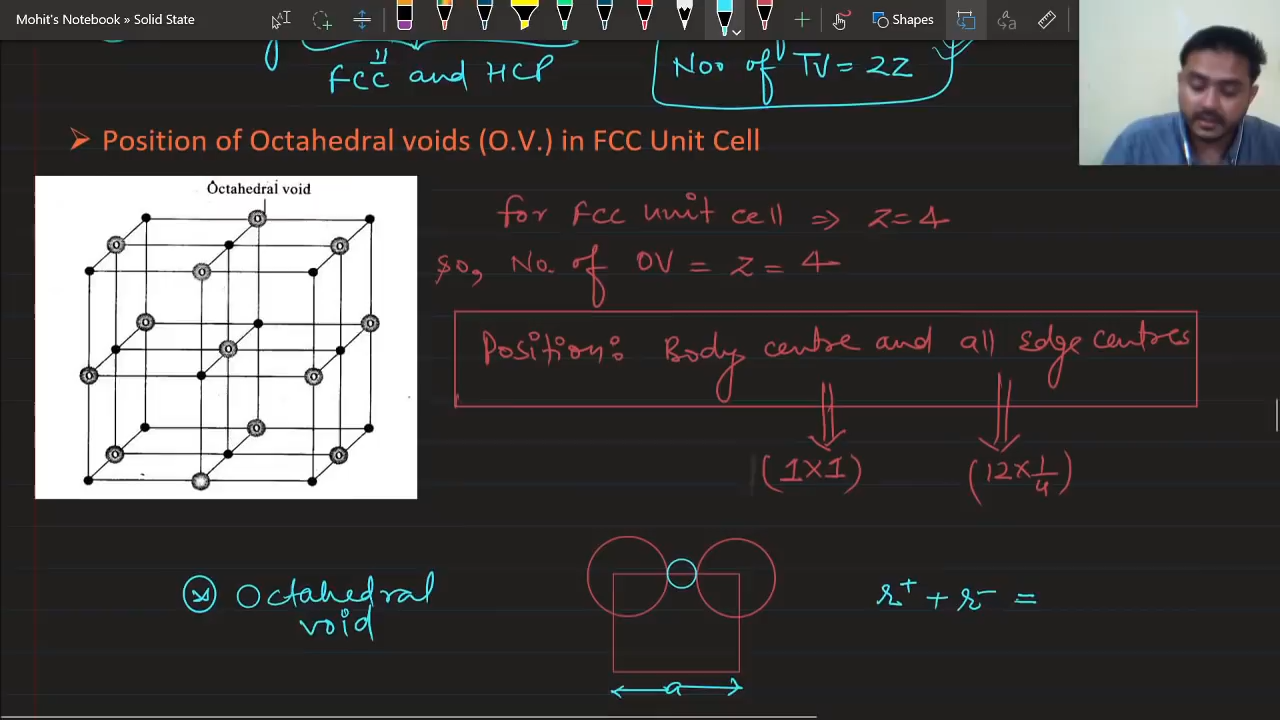 Mohit's Notebook » Solid State
Shapes
FCC and HCP
No. of TV = 2Z
➢ Position of Octahedral voids (O.V.) in FCC Unit Cell
Octahedral void
for FCC unit cell ⇒ Z=4
so, No. of OV = Z = 4
Position: Body centre and all Edge centres
(1×1) (12×1/4)
Octahedral void
r⁺ + r⁻ =
a